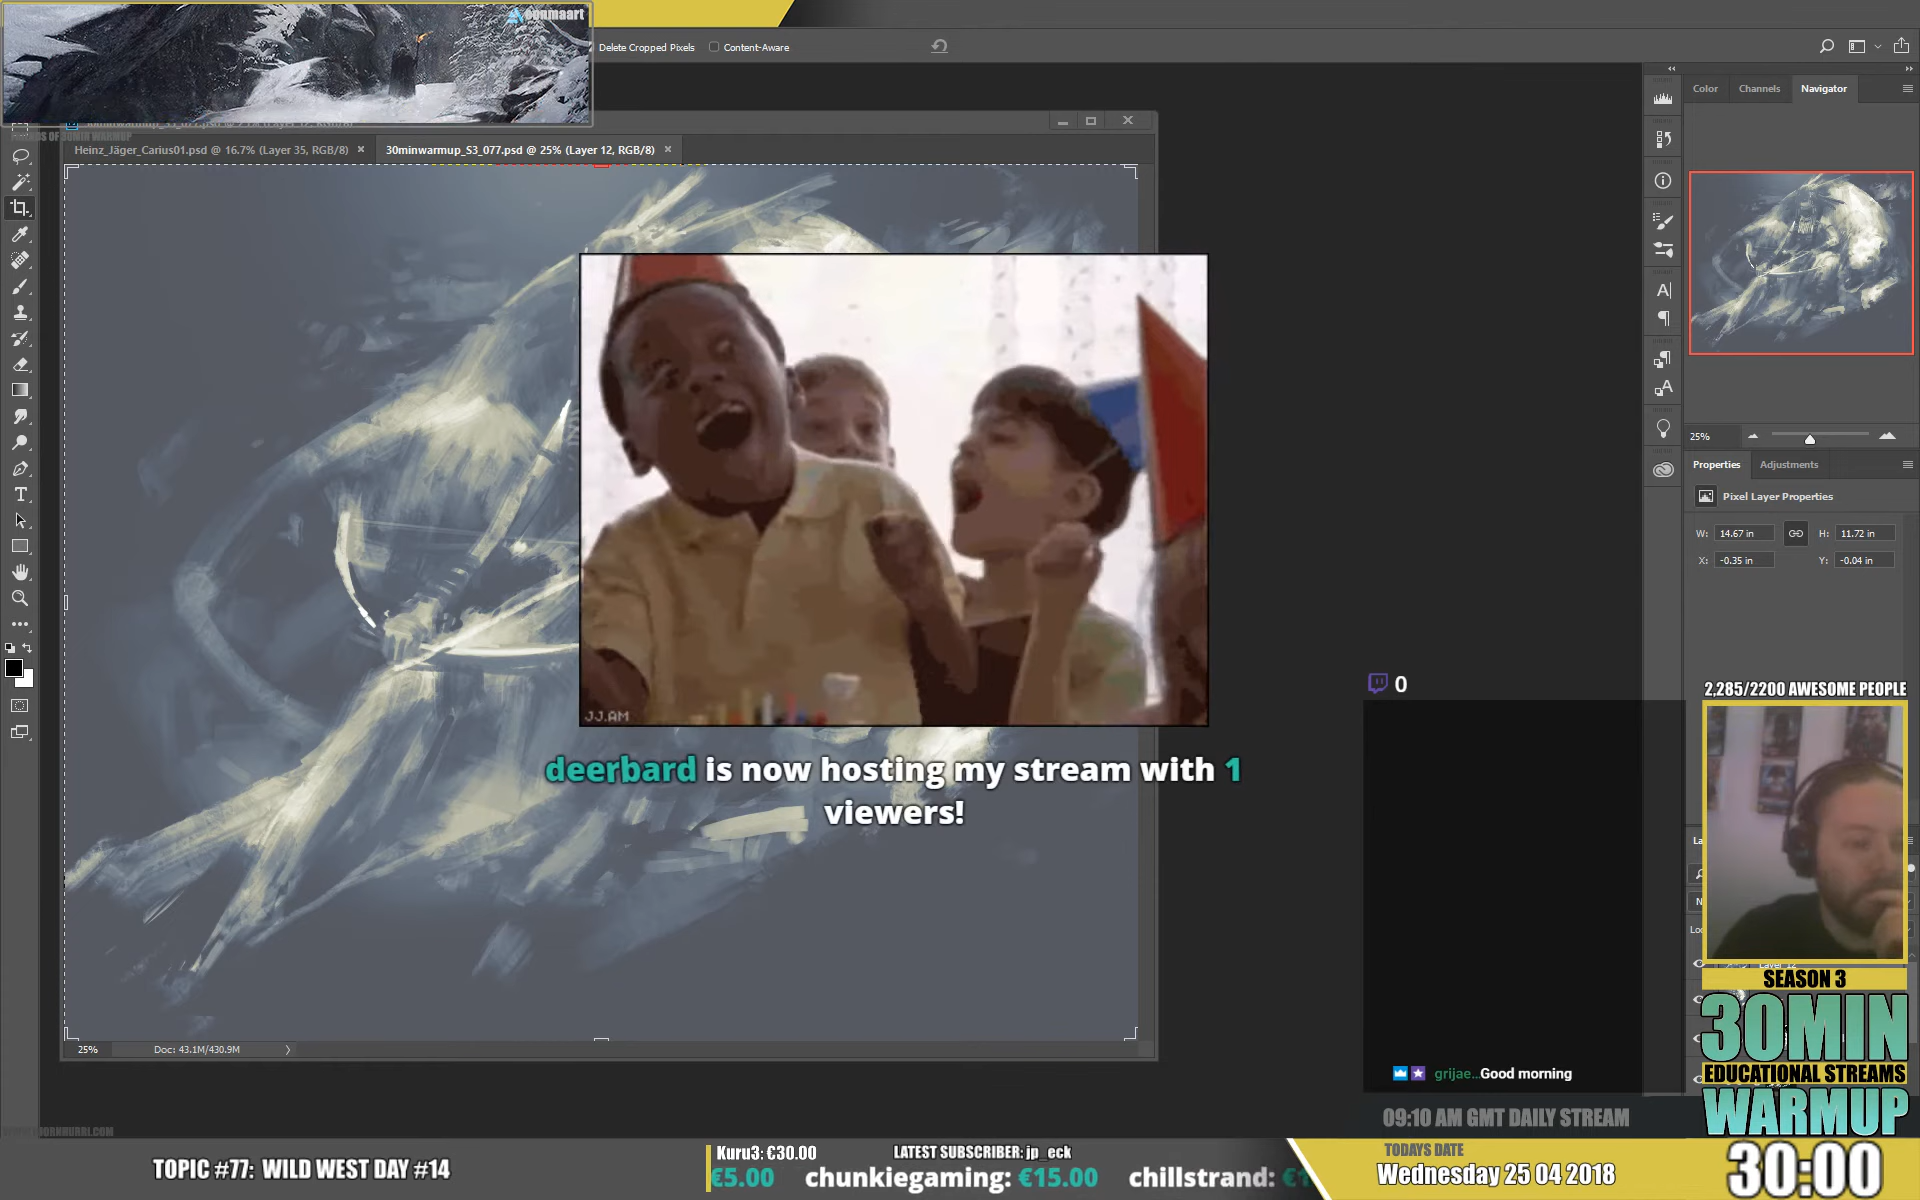 Delete Cropped Pixels
Content-Aware
Color
Channels
Navigator
Heinz_Jäger_Carius01.psd @ 16.7% (Layer 35, RGB/8) ×
30minwarmup_S3_077.psd @ 25% (Layer 12, RGB/8) ×
25%
Properties
Adjustments
Pixel Layer Properties
W: 14.67 in
H: 11.72 in
X: -0.35 in
Y: -0.04 in
JJ.AM
deerbard is now hosting my stream with 1
viewers!
0
2,285/2200 AWESOME PEOPLE
Layer 12
25%
Doc: 43.1M/430.9M
grijae...Good morning
09:10 AM GMT DAILY STREAM
SEASON 3
30MIN
EDUCATIONAL STREAMS
WARMUP
30:00
TOPIC #77: WILD WEST DAY #14
Kuru3: €30.00
LATEST SUBSCRIBER: jp_eck
€5.00 chunkiegaming: €15.00 chillstrand:
TODAYS DATE
Wednesday 25 04 2018